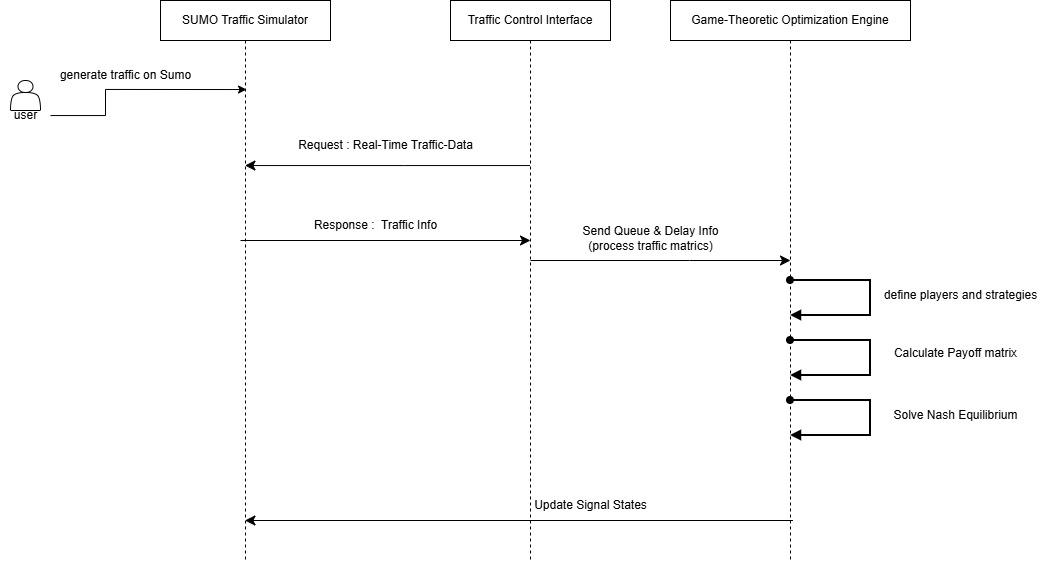 SUMO Traffic Simulator
Traffic Control Interface
Game-Theoretic Optimization Engine
generate traffic on Sumo
user
Request : Real-Time Traffic-Data
Response :  Traffic Info
Send Queue & Delay Info
(process traffic matrics)
define players and strategies
Calculate Payoff matrix
Solve Nash Equilibrium
Update Signal States